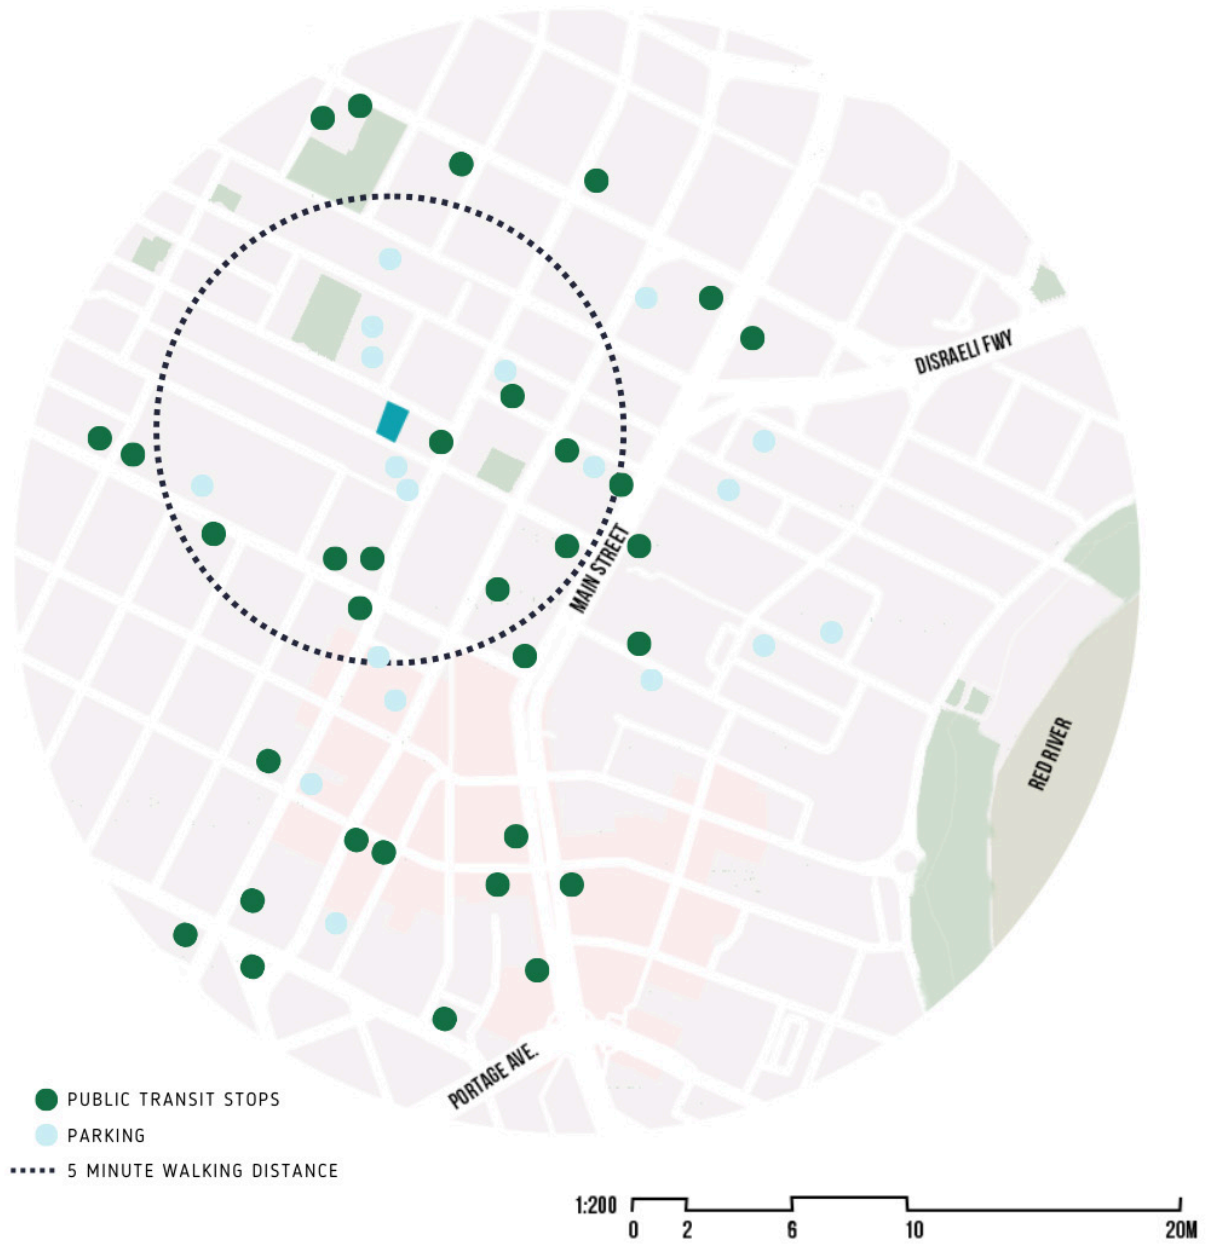 DISRAELI FWY
MAIN STREET
RED RIVER
PORTAGE AVE.
PUBLIC TRANSIT STOPS
PARKING
5 MINUTE WALKING DISTANCE
1:200
0 2 6 10 20M